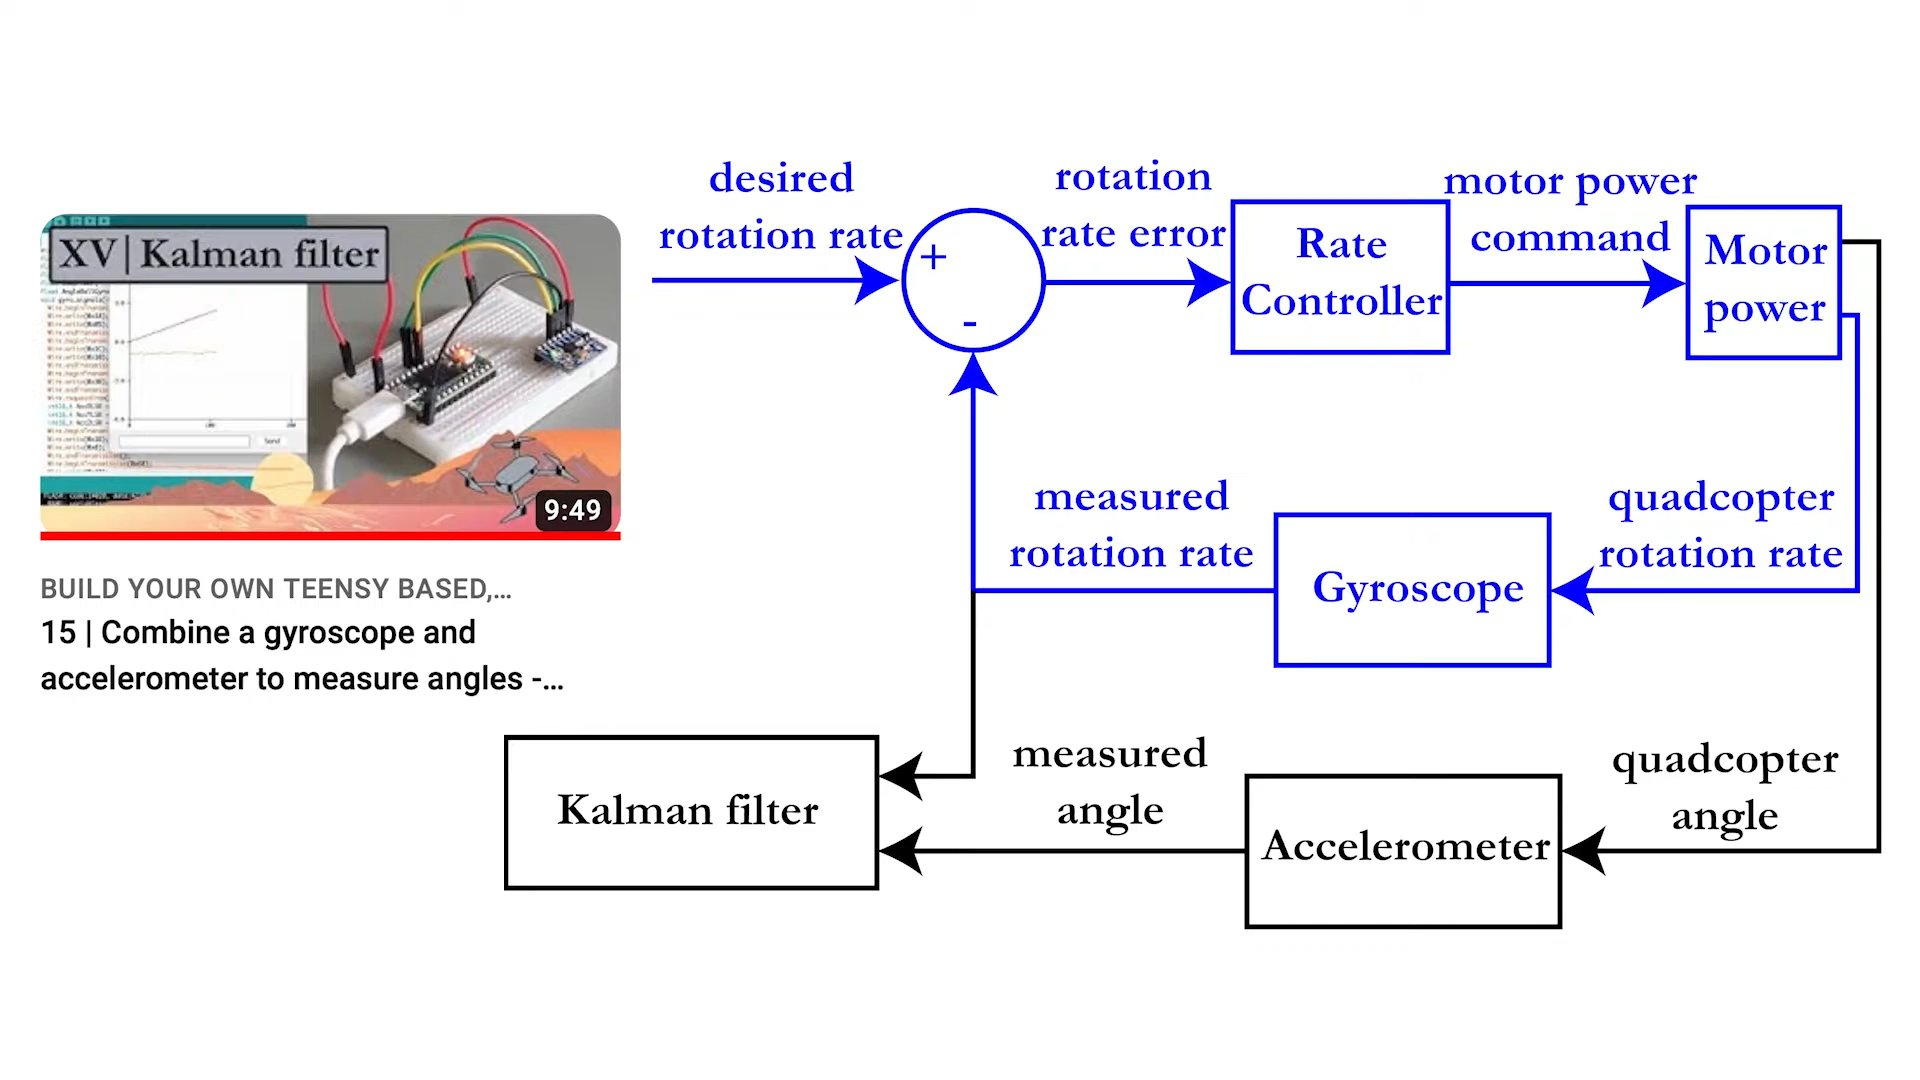 XV| Kalman filter
Send
9:49
BUILD YOUR OWN TEENSY BASED,...
15 | Combine a gyroscope and
accelerometer to measure angles -...
desired
rotation rate
+
-
rotation
rate error
Rate
Controller
motor power
command
Motor
power
measured
rotation rate
Gyroscope
quadcopter
rotation rate
Kalman filter
measured
angle
Accelerometer
quadcopter
angle